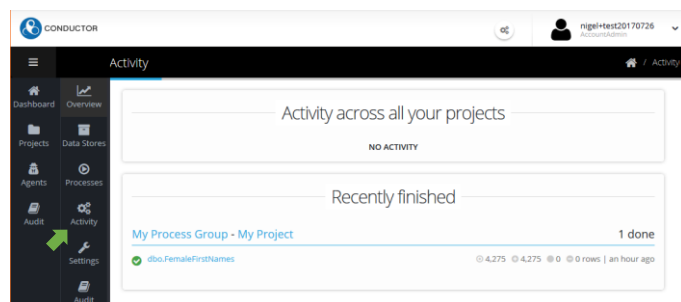 CONDUCTOR
nigel+test20170726
AccountAdmin
Activity
/ Activity
Dashboard
Overview
Projects
Data Stores
Agents
Processes
Audit
Activity
Settings
Audit
Activity across all your projects
NO ACTIVITY
Recently finished
My Process Group - My Project
1 done
dbo.FemaleFirstNames
4,275 4,275 0 0 rows | an hour ago